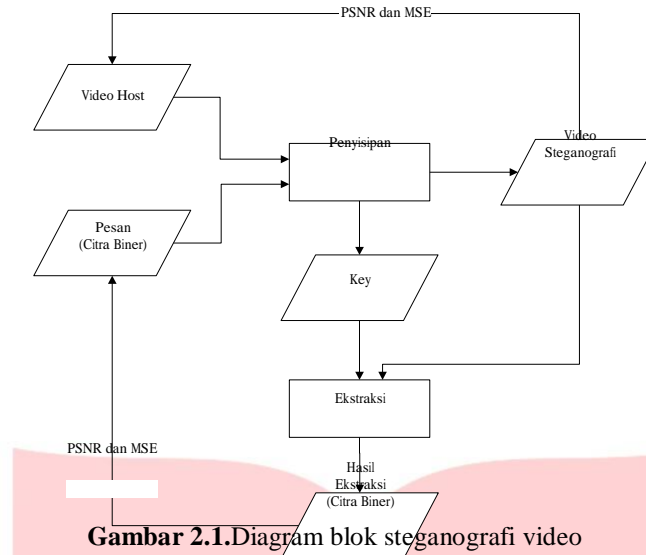 PSNR dan MSE
Video Host
Penyisipan
Video
Steganografi
Pesan
(Citra Biner)
Key
Ekstraksi
PSNR dan MSE
Hasil
Ekstraksi
(Citra Biner)
Gambar 2.1.Diagram blok steganografi video